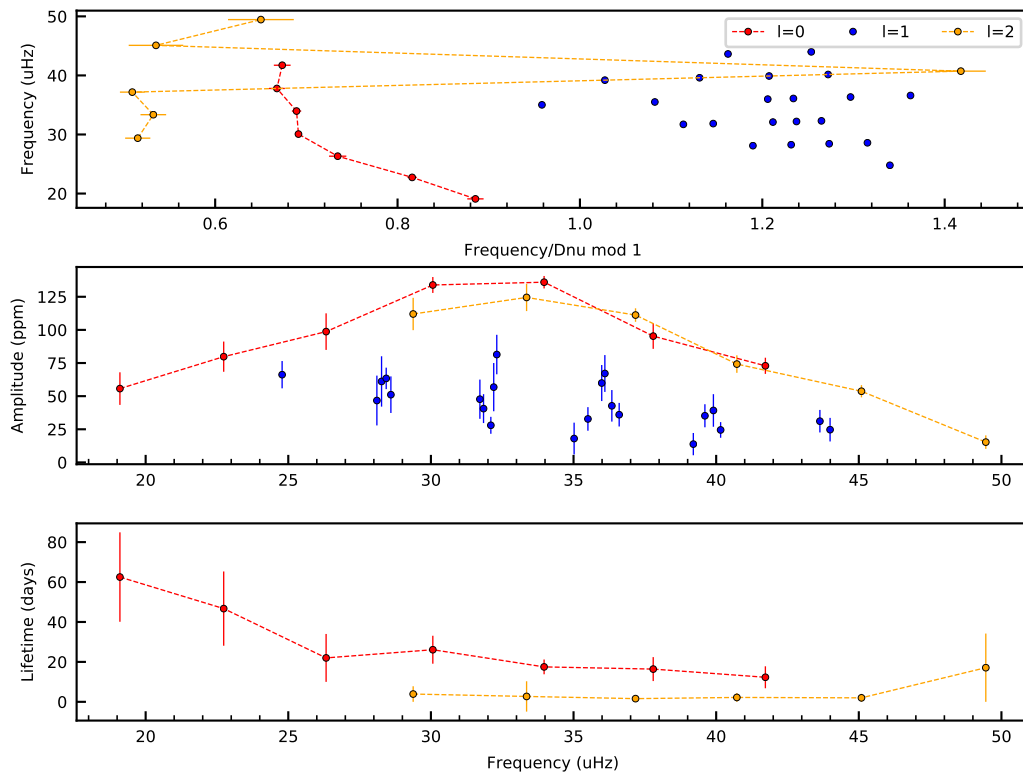 50
40
30
20
Frequency (uHz)
l=0 l=1 l=2
0.6 0.8 1.0 1.2 1.4
Frequency/Dnu mod 1
125
100
75
50
25
0
Amplitude (ppm)
20 25 30 35 40 45 50
80
60
40
20
0
Lifetime (days)
20 25 30 35 40 45 50
Frequency (uHz)